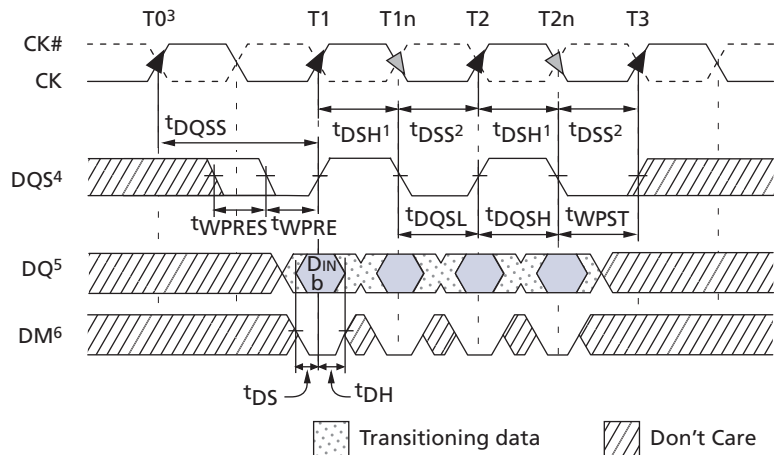 T0³ T1 T1n T2 T2n T3
CK#
CK
tDQSS tDSH¹ tDSS² tDSH¹ tDSS²
DQS⁴
tWPRES tWPRE tDQSL tDQSH tWPST
DQ⁵
DIN
b
DM⁶
tDS tDH
Transitioning data Don't Care